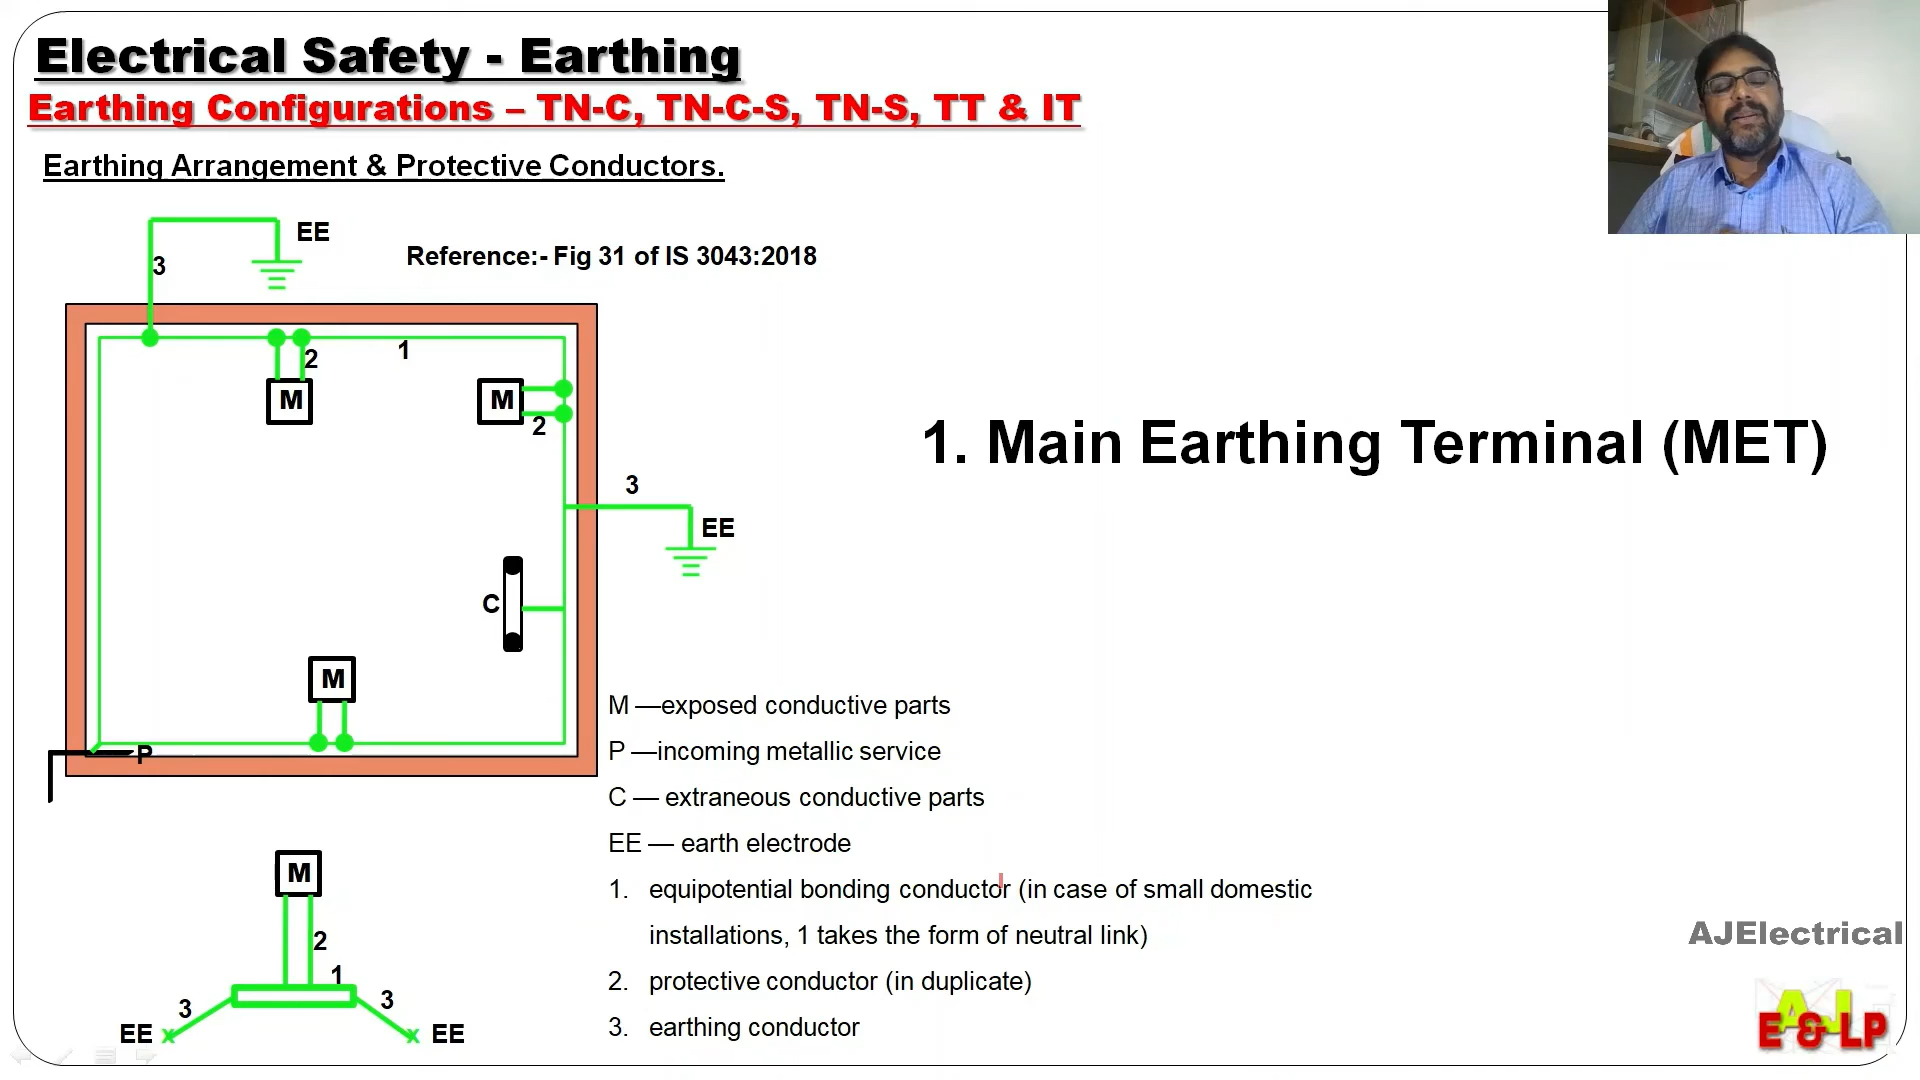 Electrical Safety - Earthing
Earthing Configurations – TN-C, TN-C-S, TN-S, TT & IT
Earthing Arrangement & Protective Conductors.
EE
3
Reference:- Fig 31 of IS 3043:2018
2
1
M
M
2
1. Main Earthing Terminal (MET)
3
EE
C
M
P
M —exposed conductive parts
P —incoming metallic service
C — extraneous conductive parts
EE — earth electrode
1. equipotential bonding conductor (in case of small domestic
installations, 1 takes the form of neutral link)
2. protective conductor (in duplicate)
3. earthing conductor
M
2
1
3
3
EE
EE
AJElectrical
AJ
E & LP